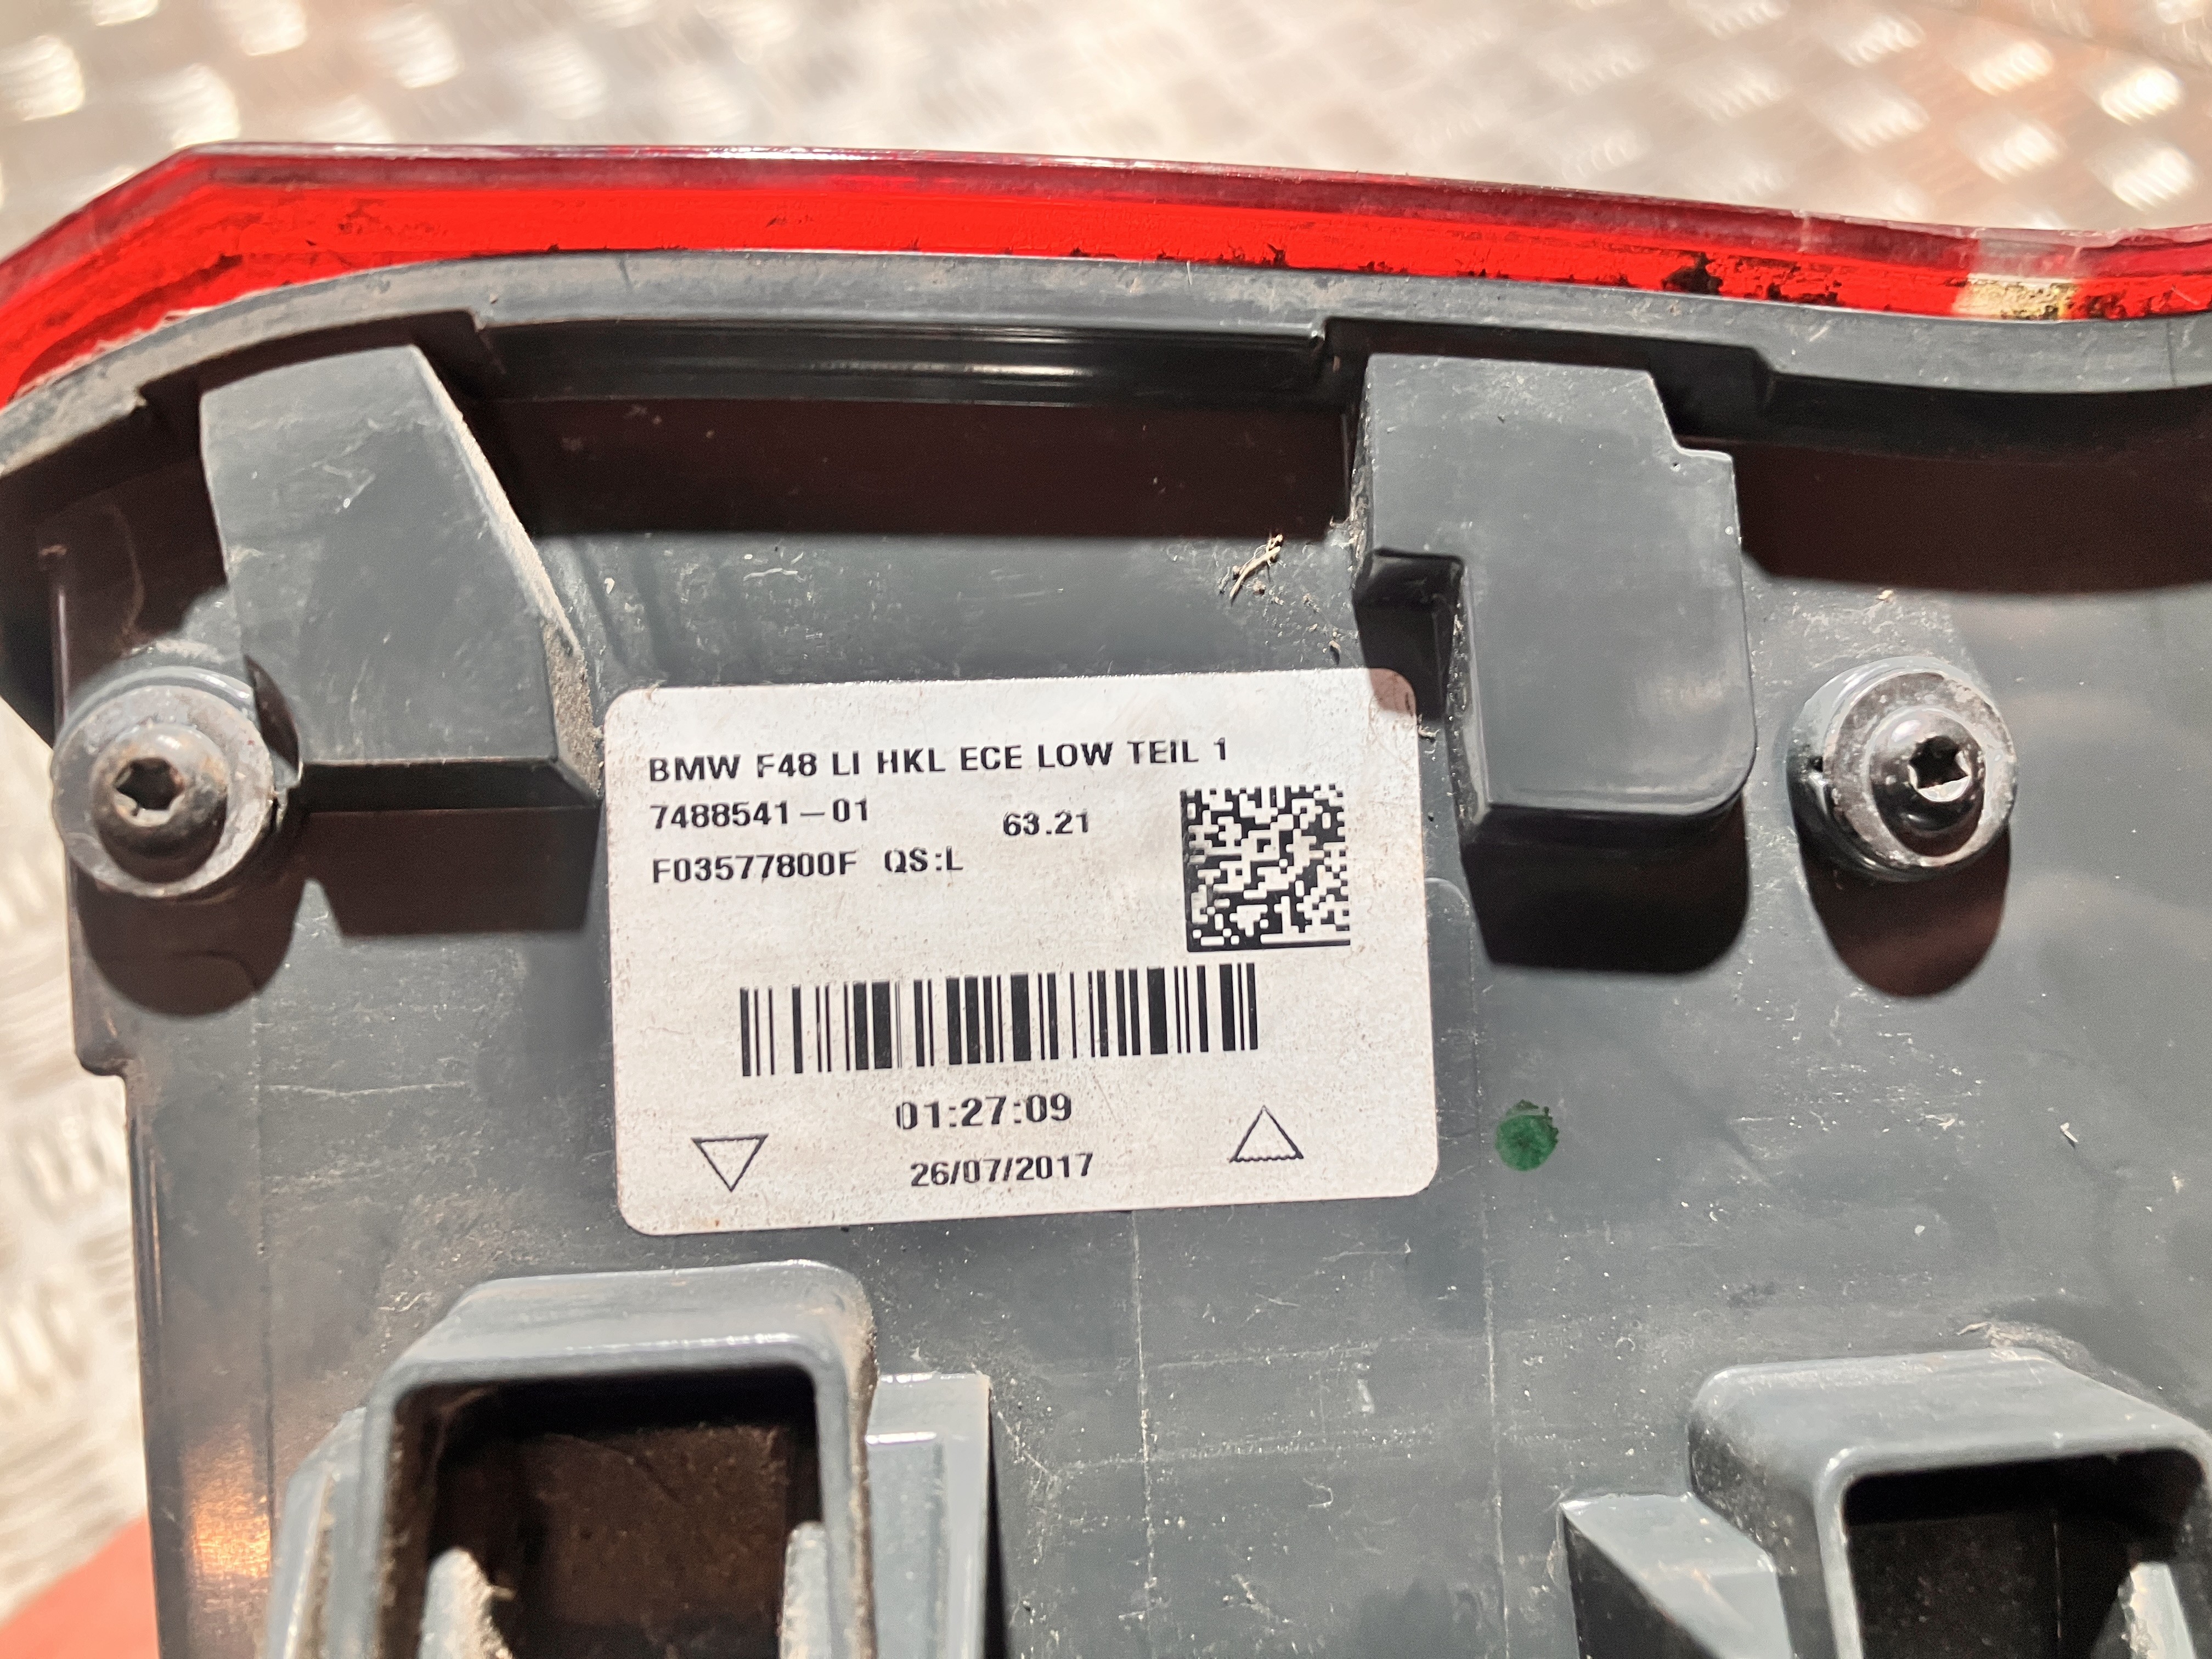 BMW F48 LI HKL ECE LOW TEIL 1
7488541-01 63.21
F03577800F QS:L
01:27:09
26/07/2017